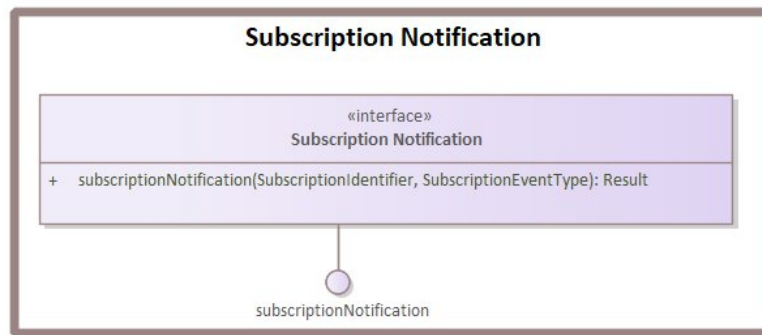 Subscription Notification
«interface»
Subscription Notification
+ subscriptionNotification(SubscriptionIdentifier, SubscriptionEventType): Result
subscriptionNotification